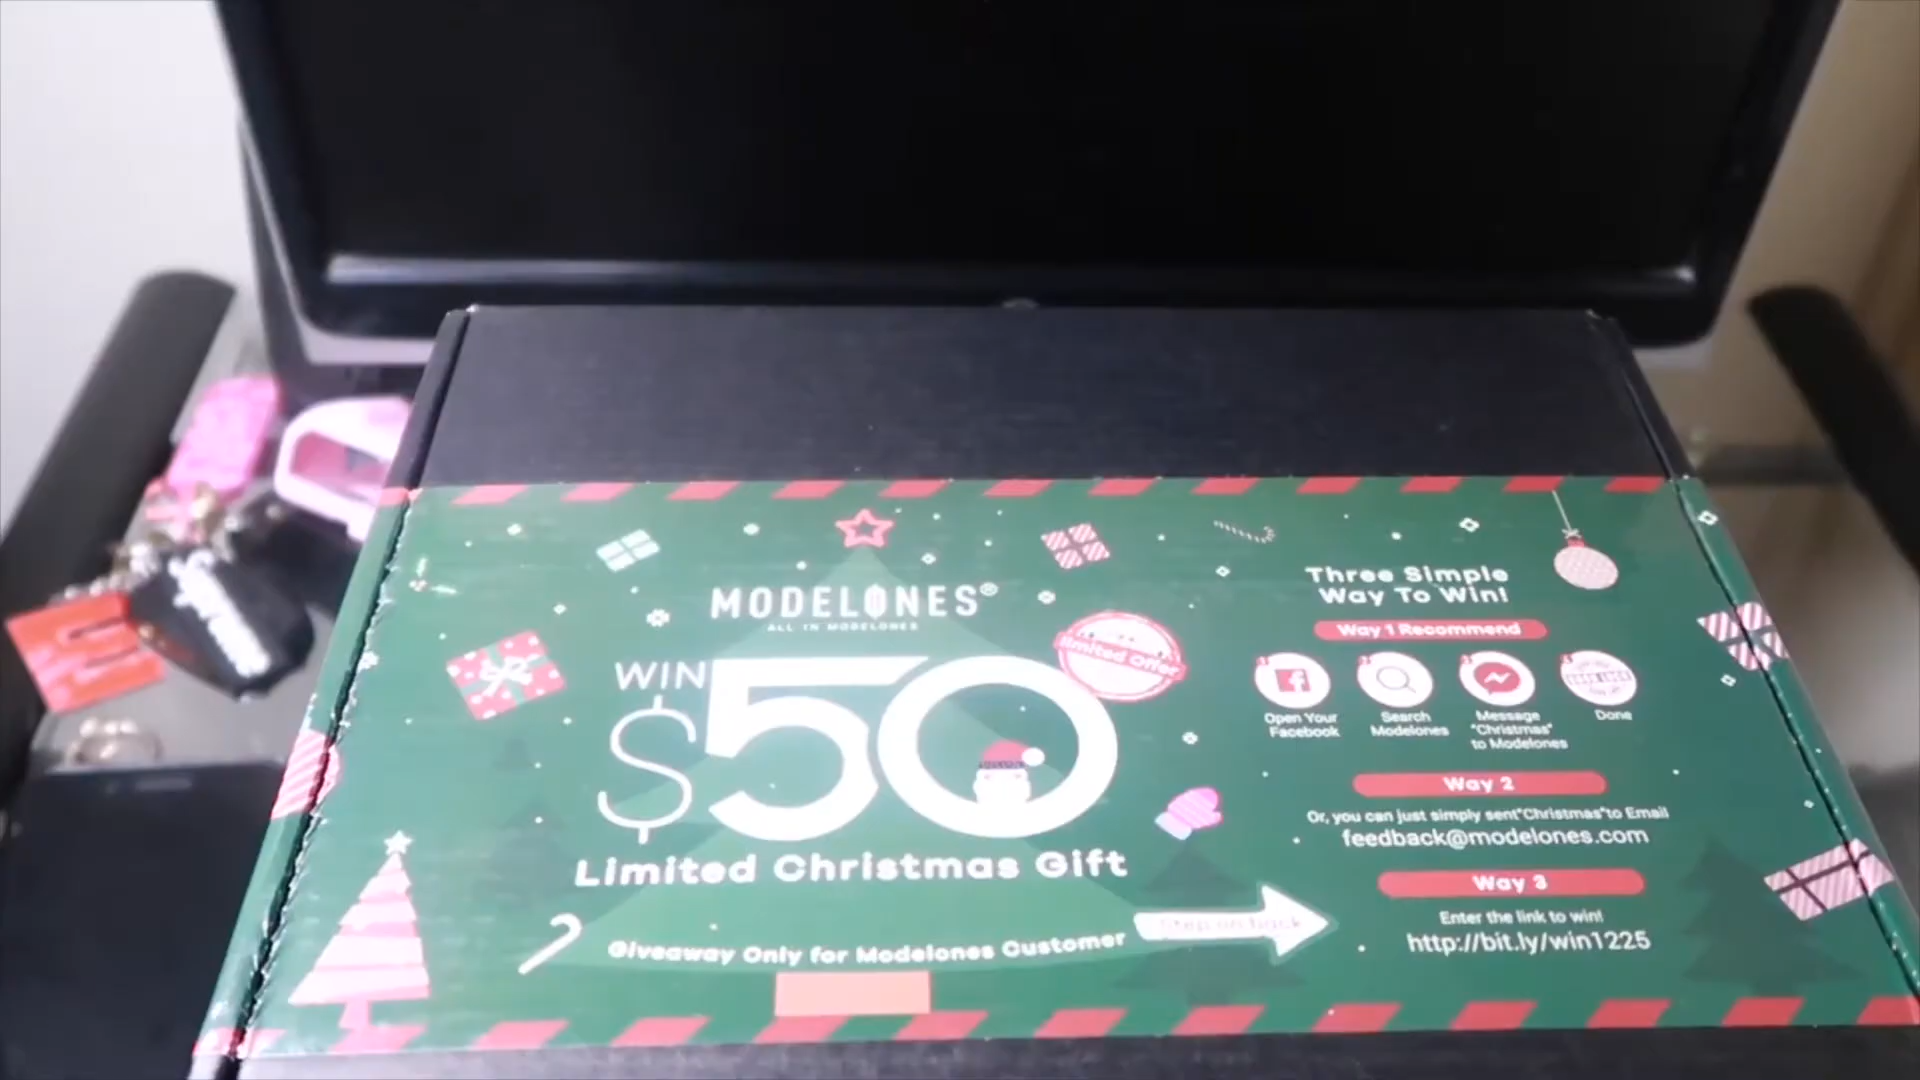 MODELONES®
ALL IN MODELONES
WIN
$50
Limited Offer
Limited Christmas Gift
Giveaway Only for Modelones Customer
Three Simple
Way To Win!
Way 1 Recommend
Open Your
Facebook
Search
Modelones
Message
"Christmas"
to Modelones
Done
Way 2
Or, you can just simply sent"Christmas"to Email
feedback@modelones.com
Way 3
Enter the link to win!
http://bit.ly/win1225